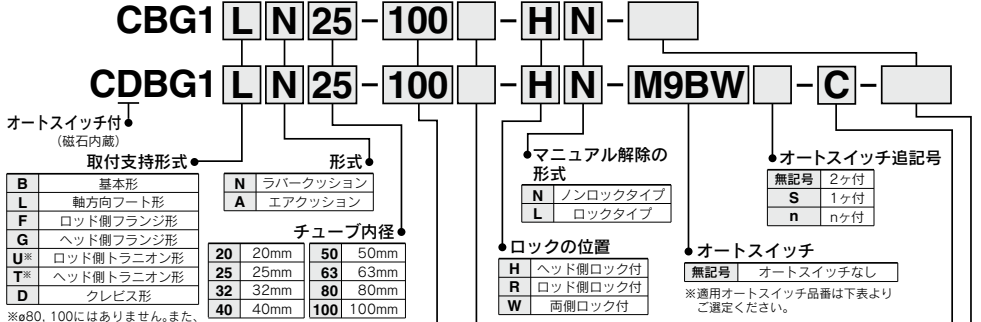 CBG1 L N 25 - 100 - H N -
CDBG1 L N 25 - 100 - H N - M9BW - C -
オートスイッチ付
(磁石内蔵)
取付支持形式
B 基本形
L 軸方向フート形
F ロッド側フランジ形
G ヘッド側フランジ形
U※ ロッド側トラニオン形
T※ ヘッド側トラニオン形
D クレビス形
※ø80, 100にはありません。また、
形式
N ラバークッション
A エアクッション
チューブ内径
20 20mm 50 50mm
25 25mm 63 63mm
32 32mm 80 80mm
40 40mm 100 100mm
マニュアル解除の
形式
N ノンロックタイプ
L ロックタイプ
ロックの位置
H ヘッド側ロック付
R ロッド側ロック付
W 両側ロック付
オートスイッチ追記号
無記号 2ヶ付
S 1ヶ付
n nヶ付
オートスイッチ
無記号 オートスイッチなし
※適用オートスイッチ品番は下表より
ご選定ください。